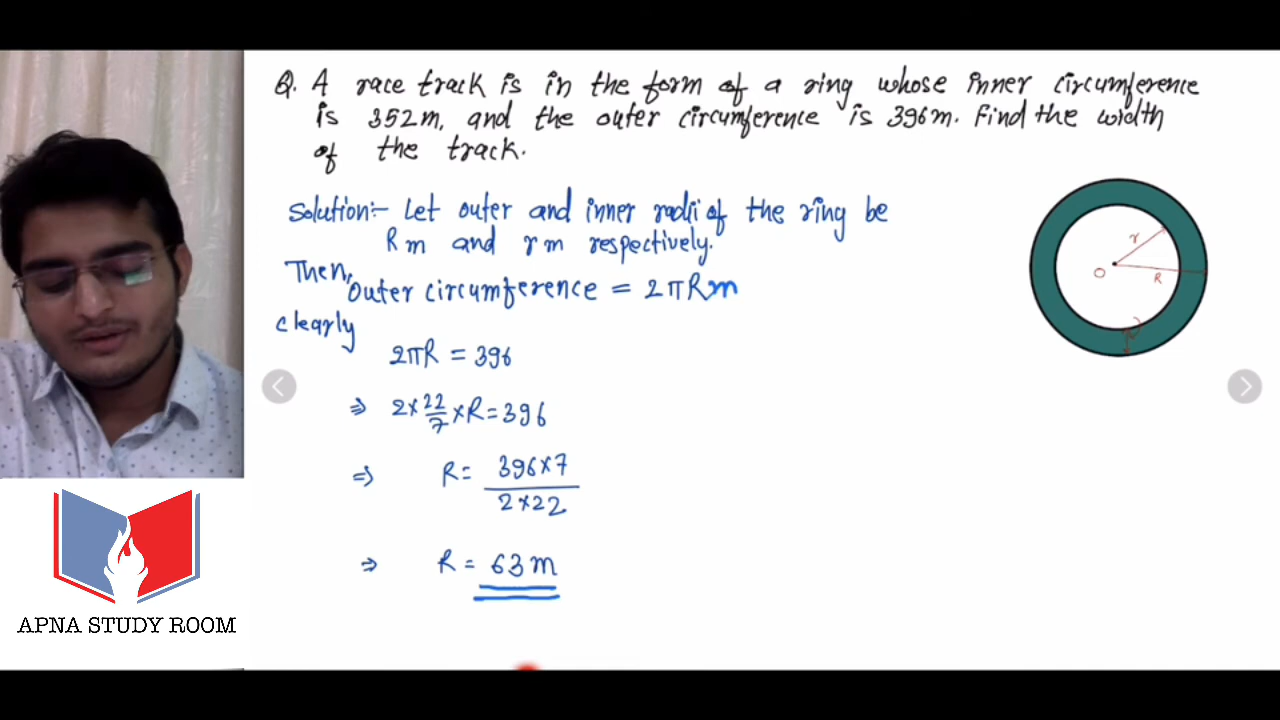 Q. A race track is in the form of a ring whose inner circumference
is 352m, and the outer circumference is 396m. Find the width
of the track.
Solution:- Let outer and inner radii of the ring be
R m and r m respectively.
Then,
outer circumference = 2πRm
clearly
2πR = 396
⇒ 2×22/7×R=396
⇒ R= 396×7/2×22
⇒ R = 63m
r
O
R
APNA STUDY ROOM